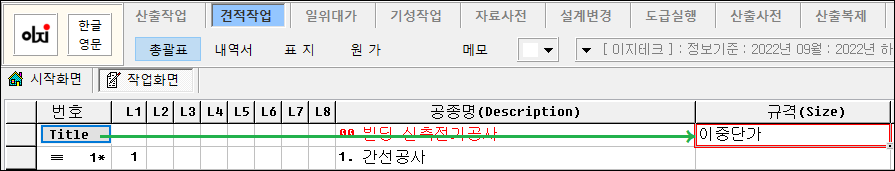 산출작업 견적작업 일위대가 기성작업 자료사전 설계변경 도급실행 산출사전 산출복제
이지 한글 영문
총괄표 내역서 표 지 원 가 메모 [ 이지테크 ] : 정보기준 : 2022년 09월 : 2022년 하
시작화면 작업화면
번호 L1 L2 L3 L4 L5 L6 L7 L8 공종명(Description) 규격(Size)
Title 00 빌딩 신축전기공사 이중단가
1* 1 1. 간선공사